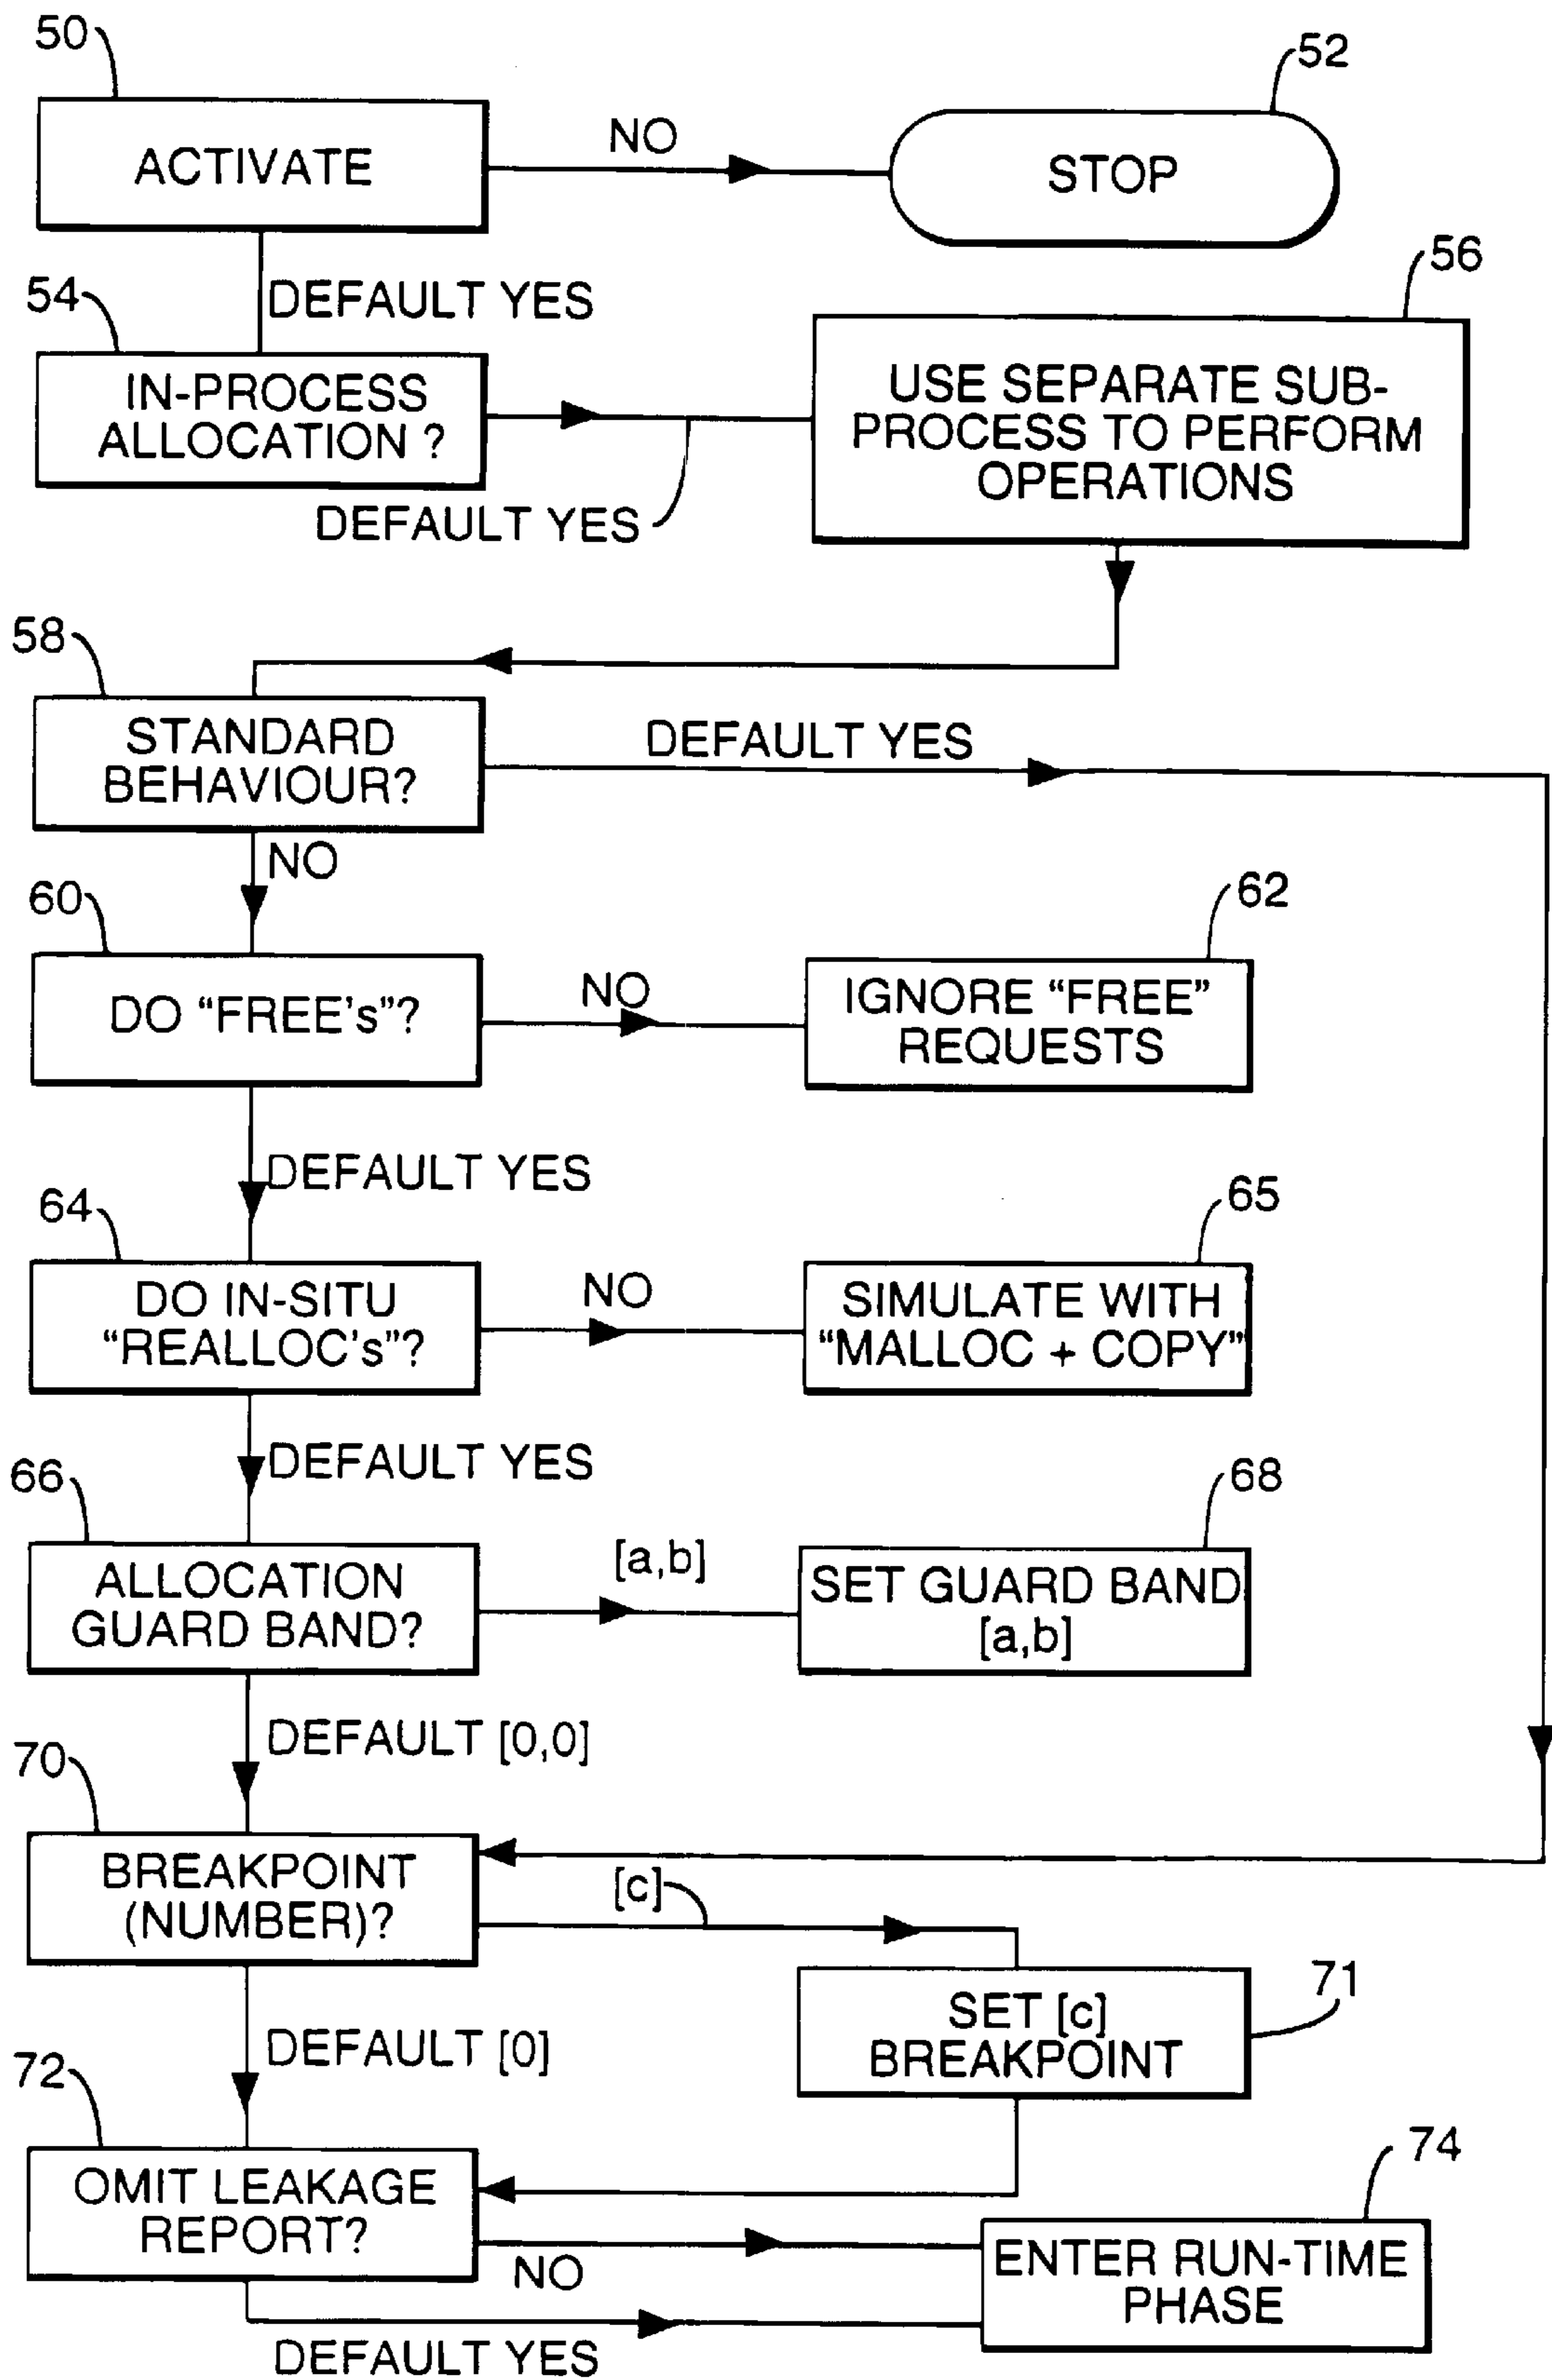 50
52
ACTIVATE
NO
STOP
DEFAULT YES
54
56
IN-PROCESS
ALLOCATION ?
DEFAULT YES
USE SEPARATE SUB-
PROCESS TO PERFORM
OPERATIONS
58
STANDARD
BEHAVIOUR?
DEFAULT YES
NO
60
62
DO “FREE's”?
NO
IGNORE “FREE”
REQUESTS
DEFAULT YES
64
65
DO IN-SITU
“REALLOC's”?
NO
SIMULATE WITH
“MALLOC + COPY”
DEFAULT YES
66
68
ALLOCATION
GUARD BAND?
[a,b]
SET GUARD BAND
[a,b]
DEFAULT [0,0]
70
BREAKPOINT
(NUMBER)?
[c]
71
SET [c]
BREAKPOINT
DEFAULT [0]
72
74
OMIT LEAKAGE
REPORT?
NO
ENTER RUN-TIME
PHASE
DEFAULT YES